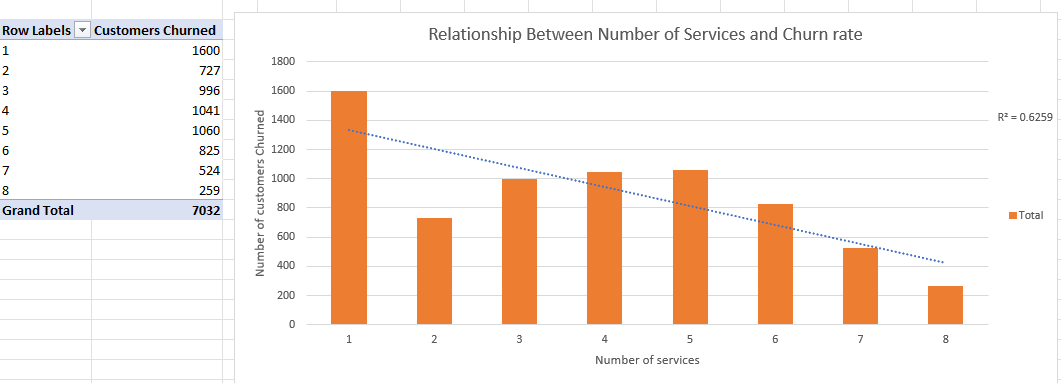 Row Labels Customers Churned
1 1600
2 727
3 996
4 1041
5 1060
6 825
7 524
8 259
Grand Total 7032
Relationship Between Number of Services and Churn rate
Number of customers Churned
1800
1600
1400
1200
1000
800
600
400
200
0
1 2 3 4 5 6 7 8
Number of services
R² = 0.6259
Total